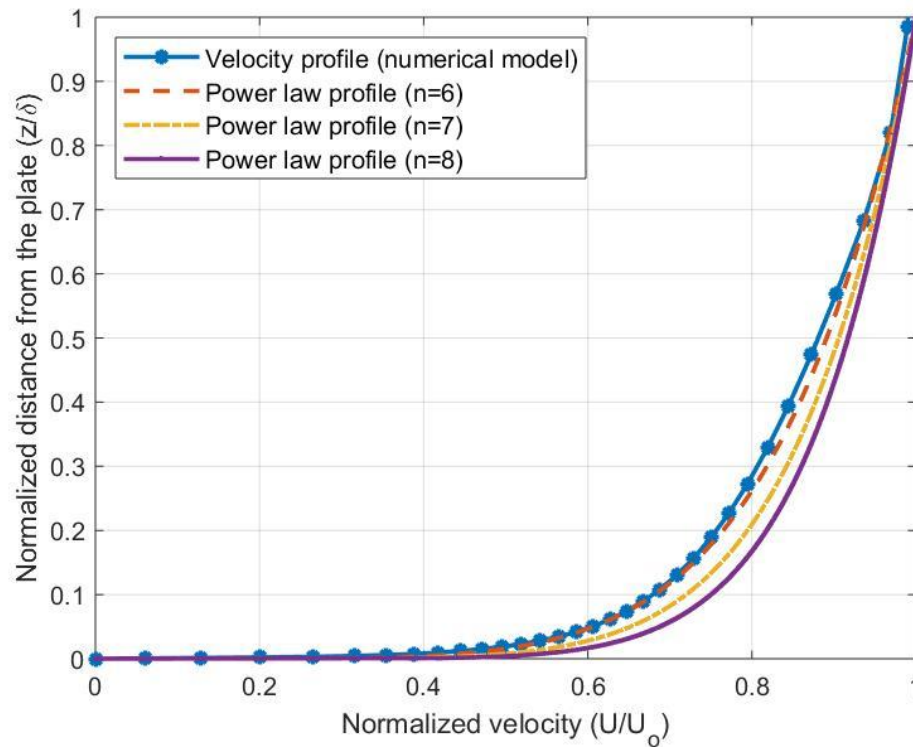 1
0.9
0.8
0.7
0.6
0.5
0.4
0.3
0.2
0.1
0
Normalized distance from the plate (z/δ)
Velocity profile (numerical model)
Power law profile (n=6)
Power law profile (n=7)
Power law profile (n=8)
0 0.2 0.4 0.6 0.8
Normalized velocity (U/U_o)